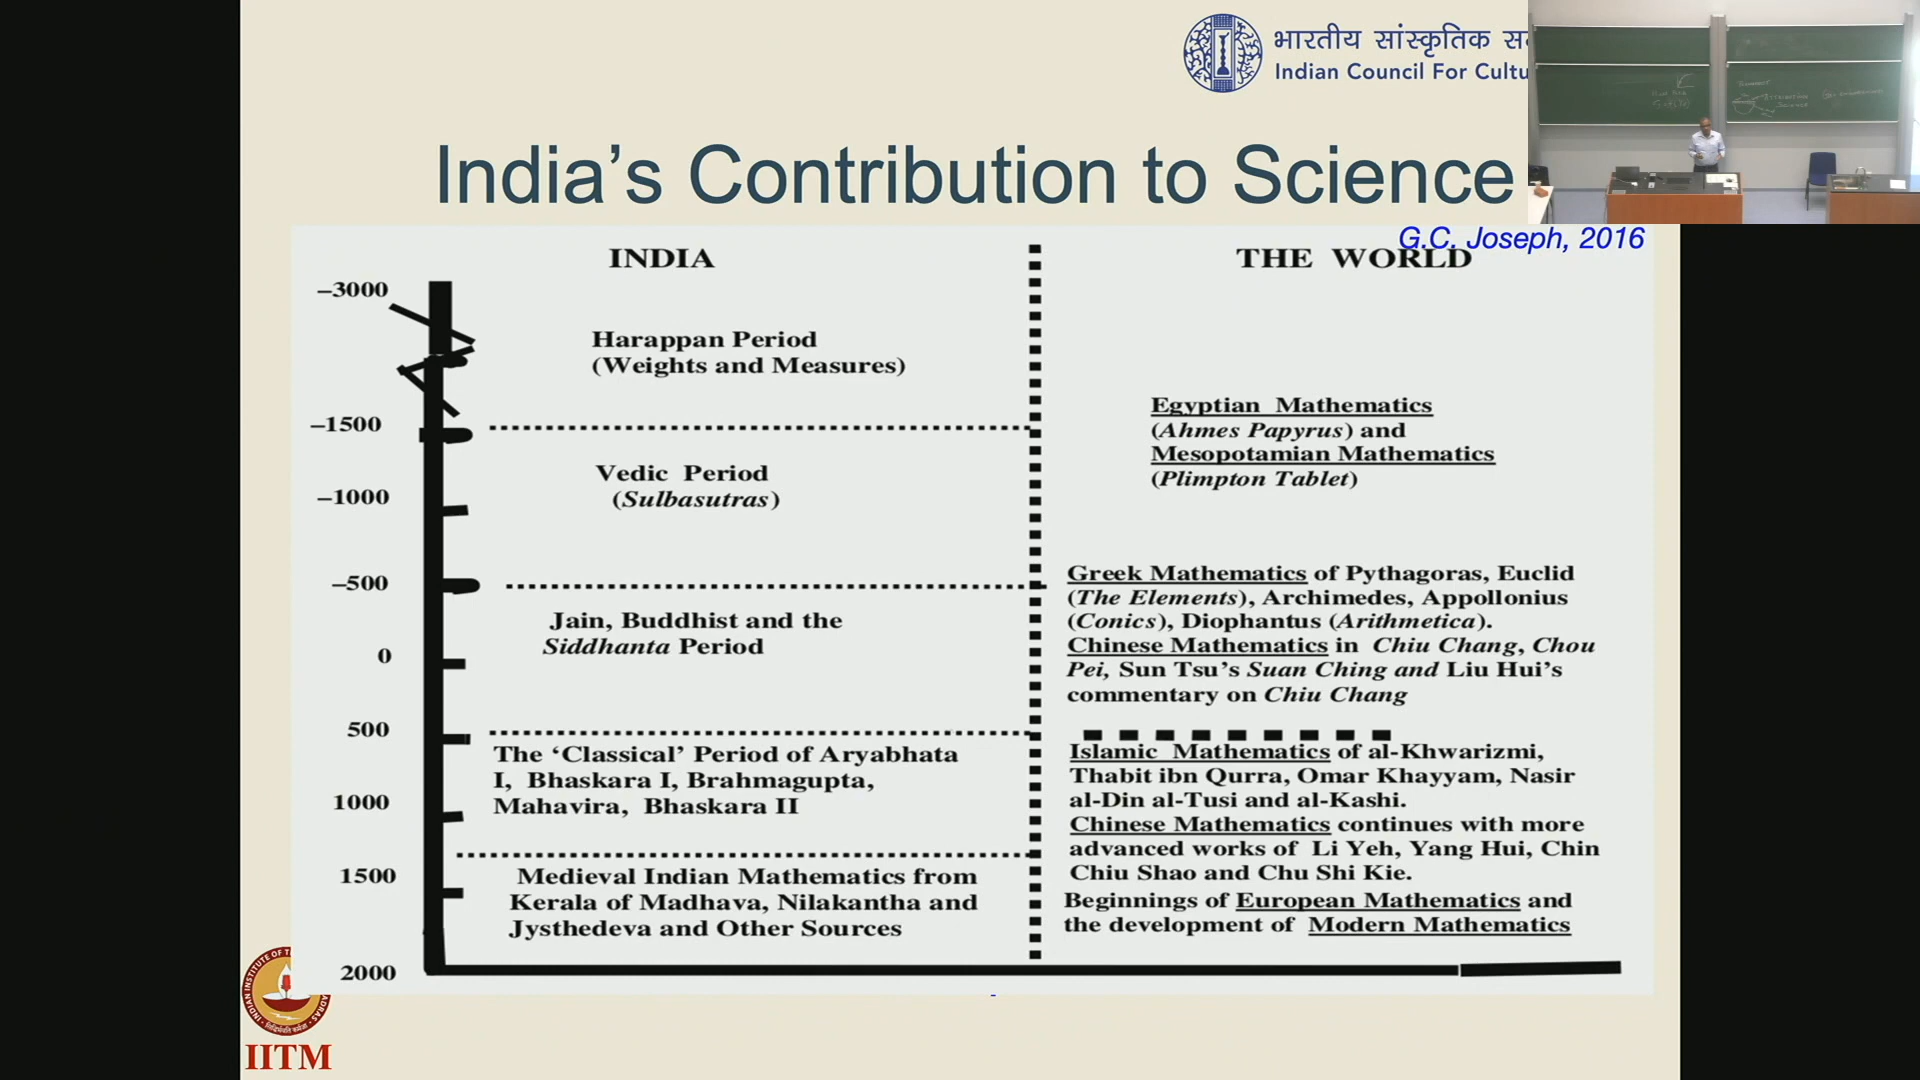 भारतीय सांस्कृतिक
Indian Council For Cultu
India’s Contribution to Science
G.C. Joseph, 2016
INDIA
THE WORLD
–3000
Harappan Period
(Weights and Measures)
–1500
Egyptian Mathematics
(Ahmes Papyrus) and
Mesopotamian Mathematics
(Plimpton Tablet)
Vedic Period
(Sulbasutras)
–1000
–500
Greek Mathematics of Pythagoras, Euclid
(The Elements), Archimedes, Appollonius
(Conics), Diophantus (Arithmetica).
Chinese Mathematics in Chiu Chang, Chou
Pei, Sun Tsu’s Suan Ching and Liu Hui’s
commentary on Chiu Chang
Jain, Buddhist and the
Siddhanta Period
0
500
The ‘Classical’ Period of Aryabhata
I, Bhaskara I, Brahmagupta,
Mahavira, Bhaskara II
Islamic Mathematics of al-Khwarizmi,
Thabit ibn Qurra, Omar Khayyam, Nasir
al-Din al-Tusi and al-Kashi.
Chinese Mathematics continues with more
advanced works of Li Yeh, Yang Hui, Chin
Chiu Shao and Chu Shi Kie.
1000
1500
Medieval Indian Mathematics from
Kerala of Madhava, Nilakantha and
Jysthedeva and Other Sources
Beginnings of European Mathematics and
the development of Modern Mathematics
2000
IITM